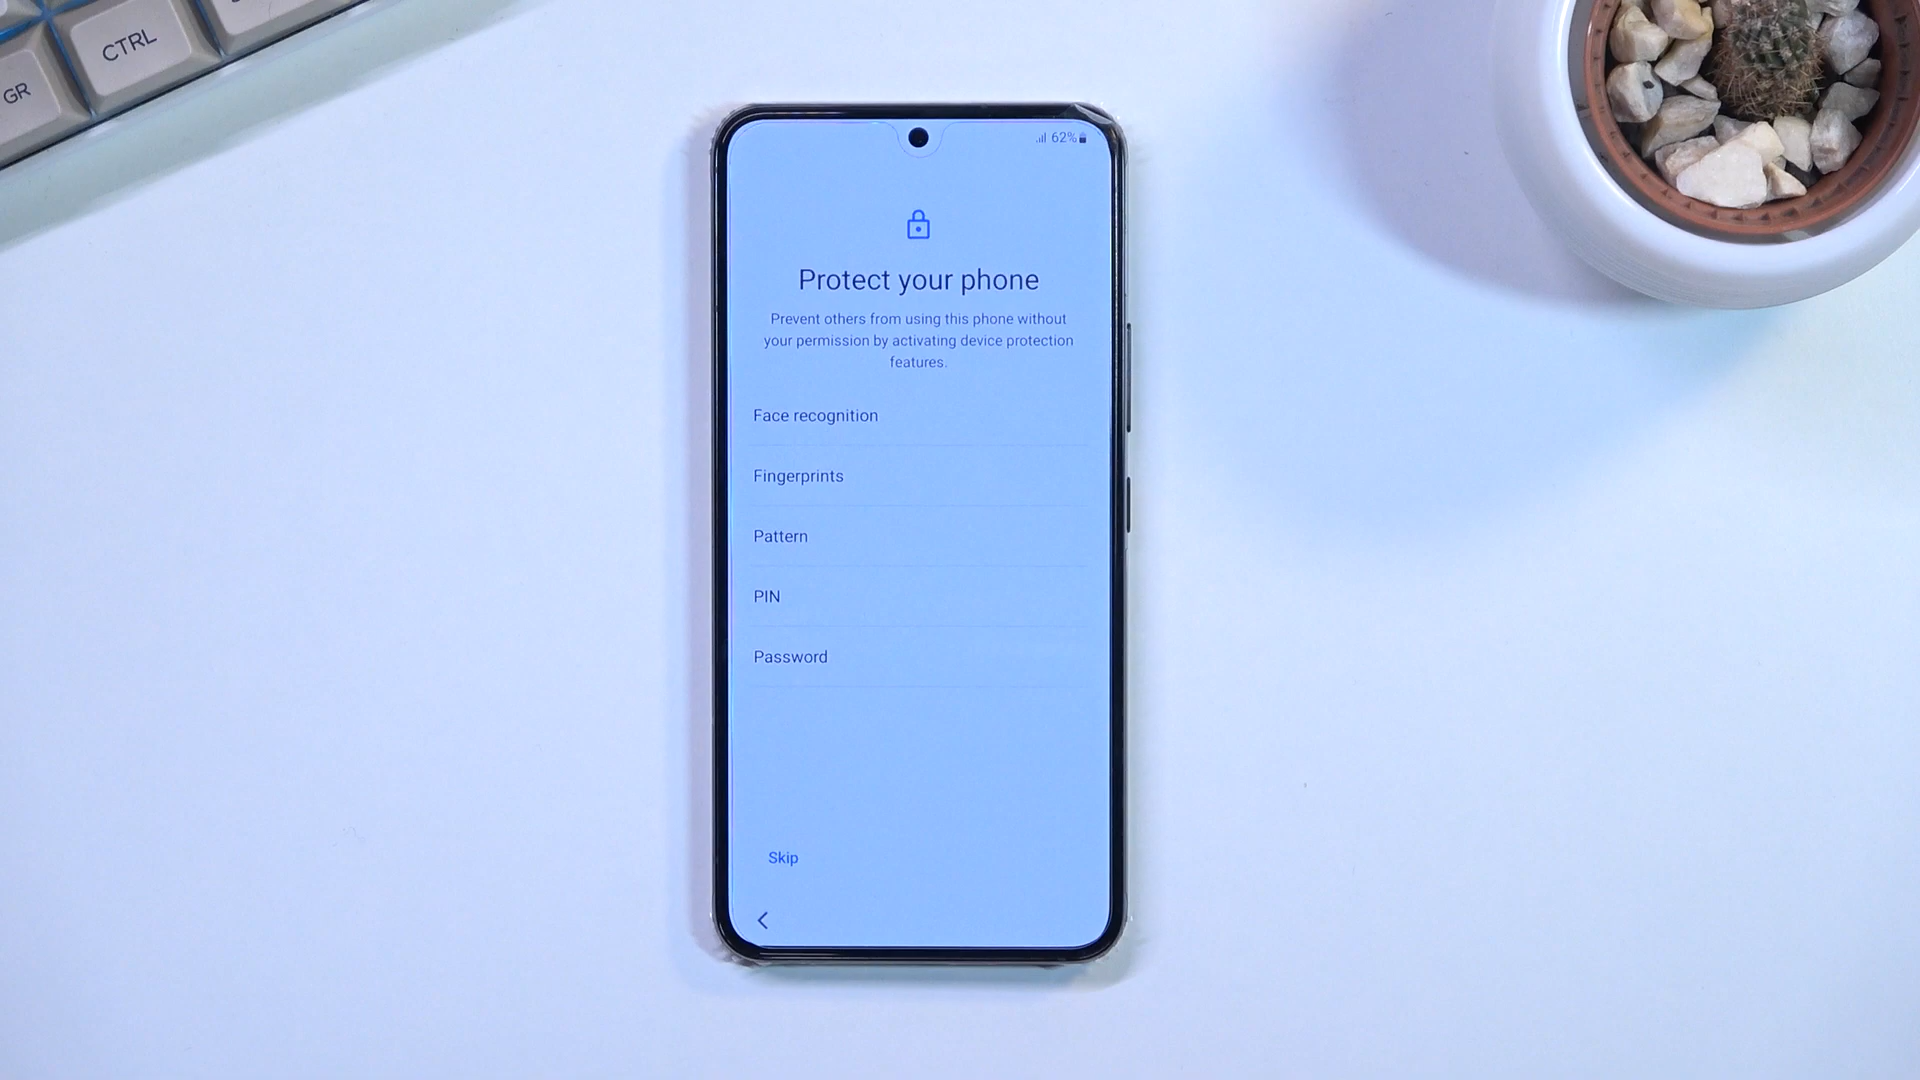 CTRL
GR
62%
Protect your phone
Prevent others from using this phone without
your permission by activating device protection
features.
Face recognition
Fingerprints
Pattern
PIN
Password
Skip